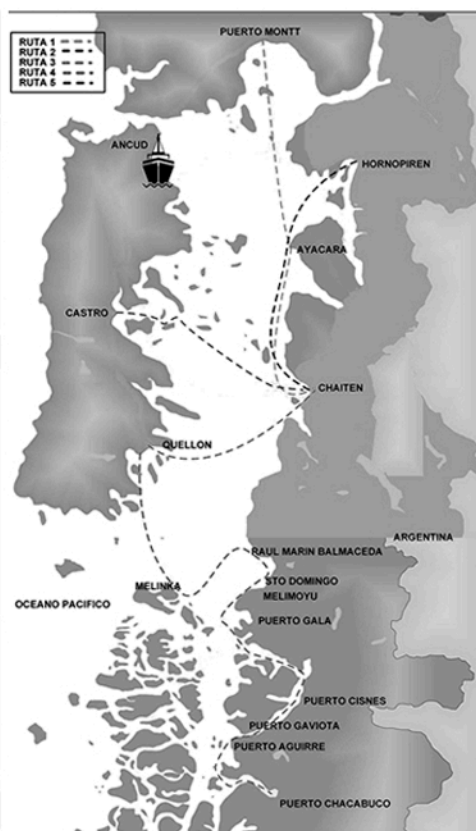 PUERTO MONTT
RUTA 1
RUTA 2
RUTA 3
RUTA 4
RUTA 5
ANCUD
HORNOPIREN
AYACARA
CASTRO
CHAITEN
QUELLON
ARGENTINA
RAUL MARIN BALMACEDA
STO DOMINGO
MELINKA
MELIMOYU
OCEANO PACIFICO
PUERTO GALA
PUERTO CISNES
PUERTO GAVIOTA
PUERTO AGUIRRE
PUERTO CHACABUCO